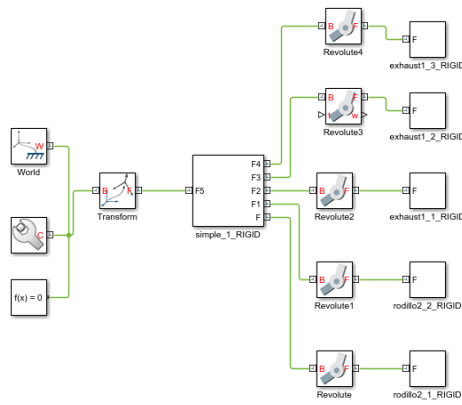 B F
Revolute4
F
exhaust1_3_RIGID
B F
t w
Revolute3
F
exhaust1_2_RIGID
W
World
B F
Transform
F5
F4
F3
F2
F1
F
simple_1_RIGID
B F
Revolute2
F
exhaust1_1_RIGID
C
f(x) = 0
B F
Revolute1
F
rodillo2_2_RIGID
B F
Revolute
F
rodillo2_1_RIGID